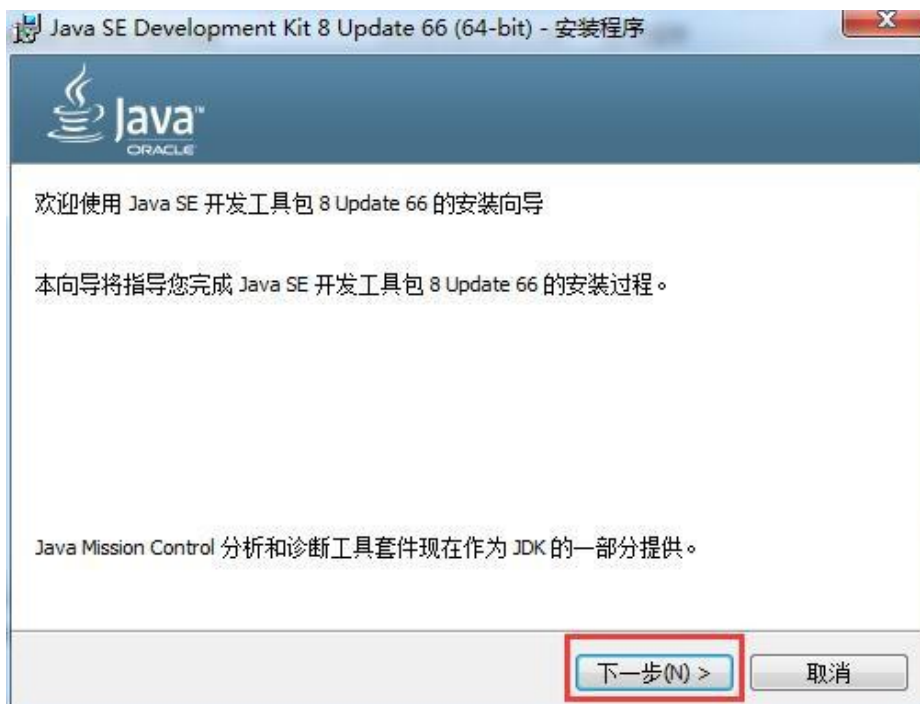 Java SE Development Kit 8 Update 66 (64-bit) - 安装程序
Java™
ORACLE
欢迎使用 Java SE 开发工具包 8 Update 66 的安装向导
本向导将指导您完成 Java SE 开发工具包 8 Update 66 的安装过程。
Java Mission Control 分析和诊断工具套件现在作为 JDK 的一部分提供。
下一步(N) > 取消